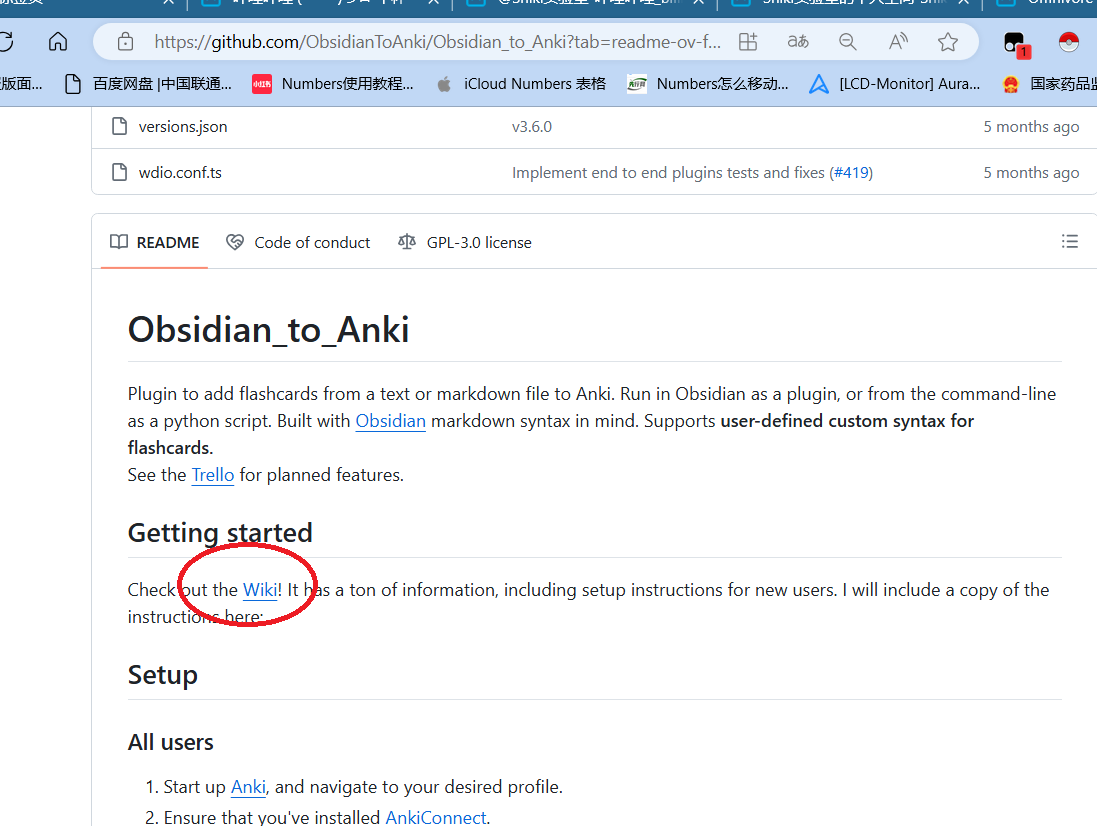 https://github.com/ObsidianToAnki/Obsidian_to_Anki?tab=readme-ov-f...
1
版面...
百度网盘 |中国联通...
Numbers使用教程...
iCloud Numbers 表格
Numbers怎么移动...
[LCD-Monitor] Aura...
国家药品监
versions.json
v3.6.0
5 months ago
wdio.conf.ts
Implement end to end plugins tests and fixes (#419)
5 months ago
README
Code of conduct
GPL-3.0 license
Obsidian_to_Anki
Plugin to add flashcards from a text or markdown file to Anki. Run in Obsidian as a plugin, or from the command-line
as a python script. Built with Obsidian markdown syntax in mind. Supports user-defined custom syntax for
flashcards.
See the Trello for planned features.
Getting started
Check out the Wiki! It has a ton of information, including setup instructions for new users. I will include a copy of the
instructions here:
Setup
All users
1. Start up Anki, and navigate to your desired profile.
2. Ensure that you've installed AnkiConnect.